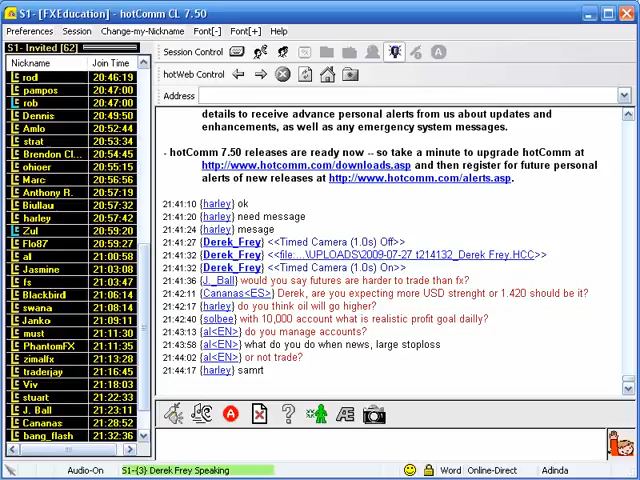 S1- [FXEducation] - hotComm CL 7.50
Preferences Session Change-my-Nickname Font[-] Font[+] Help
S1- Invited [62]
Nickname Join Time
rod 20:46:19
pampos 20:47:00
rob 20:47:00
Dennis 20:49:50
Amlo 20:52:44
strat 20:53:34
Brendon Cl... 20:54:45
ohioer 20:55:15
Marc 20:56:56
Anthony R. 20:57:13
Biullau 20:57:32
harley 20:57:42
Zul 20:59:20
Flo87 20:59:27
al 21:00:58
Jasmine 21:03:08
fs 21:03:47
Blackbird 21:06:16
swana 21:08:14
Janko 21:09:11
must 21:11:30
PhantomFX 21:11:35
zimalfx 21:13:28
traderjay 21:16:45
Viv 21:18:03
stuart 21:22:33
J. Ball 21:23:11
Cananas 21:28:52
bang_flash 21:32:36
Session Control
hotWeb Control
Address
details to receive advance personal alerts from us about updates and
enhancements, as well as any emergency system messages.
- hotComm 7.50 releases are ready now -- so take a minute to upgrade hotComm at
http://www.hotcomm.com/downloads.asp and then register for future personal
alerts of new releases at http://www.hotcomm.com/alerts.asp.
21:41:10 {harley} ok
21:41:20 {harley} need message
21:41:24 {harley} mesage
21:41:27 {Derek_Frey} <<Timed Camera (1.0s) Off>>
21:41:32 {Derek_Frey} <<file:...\UPLOADS\2009-07-27 t214132_Derek Frey.HCC>>
21:41:32 {Derek_Frey} <<Timed Camera (1.0s) On>>
21:41:36 {J._Ball} would you say futures are harder to trade than fx?
21:42:11 {Cananas<ES>} Derek, are you expecting more USD strenght or 1.420 should be it?
21:42:17 {harley} do you think oil will go higher?
21:42:40 {solbee} with 10,000 account what is realistic profit goal dailly?
21:43:13 {al<EN>} do you manage accounts?
21:43:58 {al<EN>} what do you do when news, large stoploss
21:44:02 {al<EN>} or not trade?
21:44:17 {harley} samrt
Audio-On S1-{3} Derek Frey Speaking Word Online-Direct Adinda